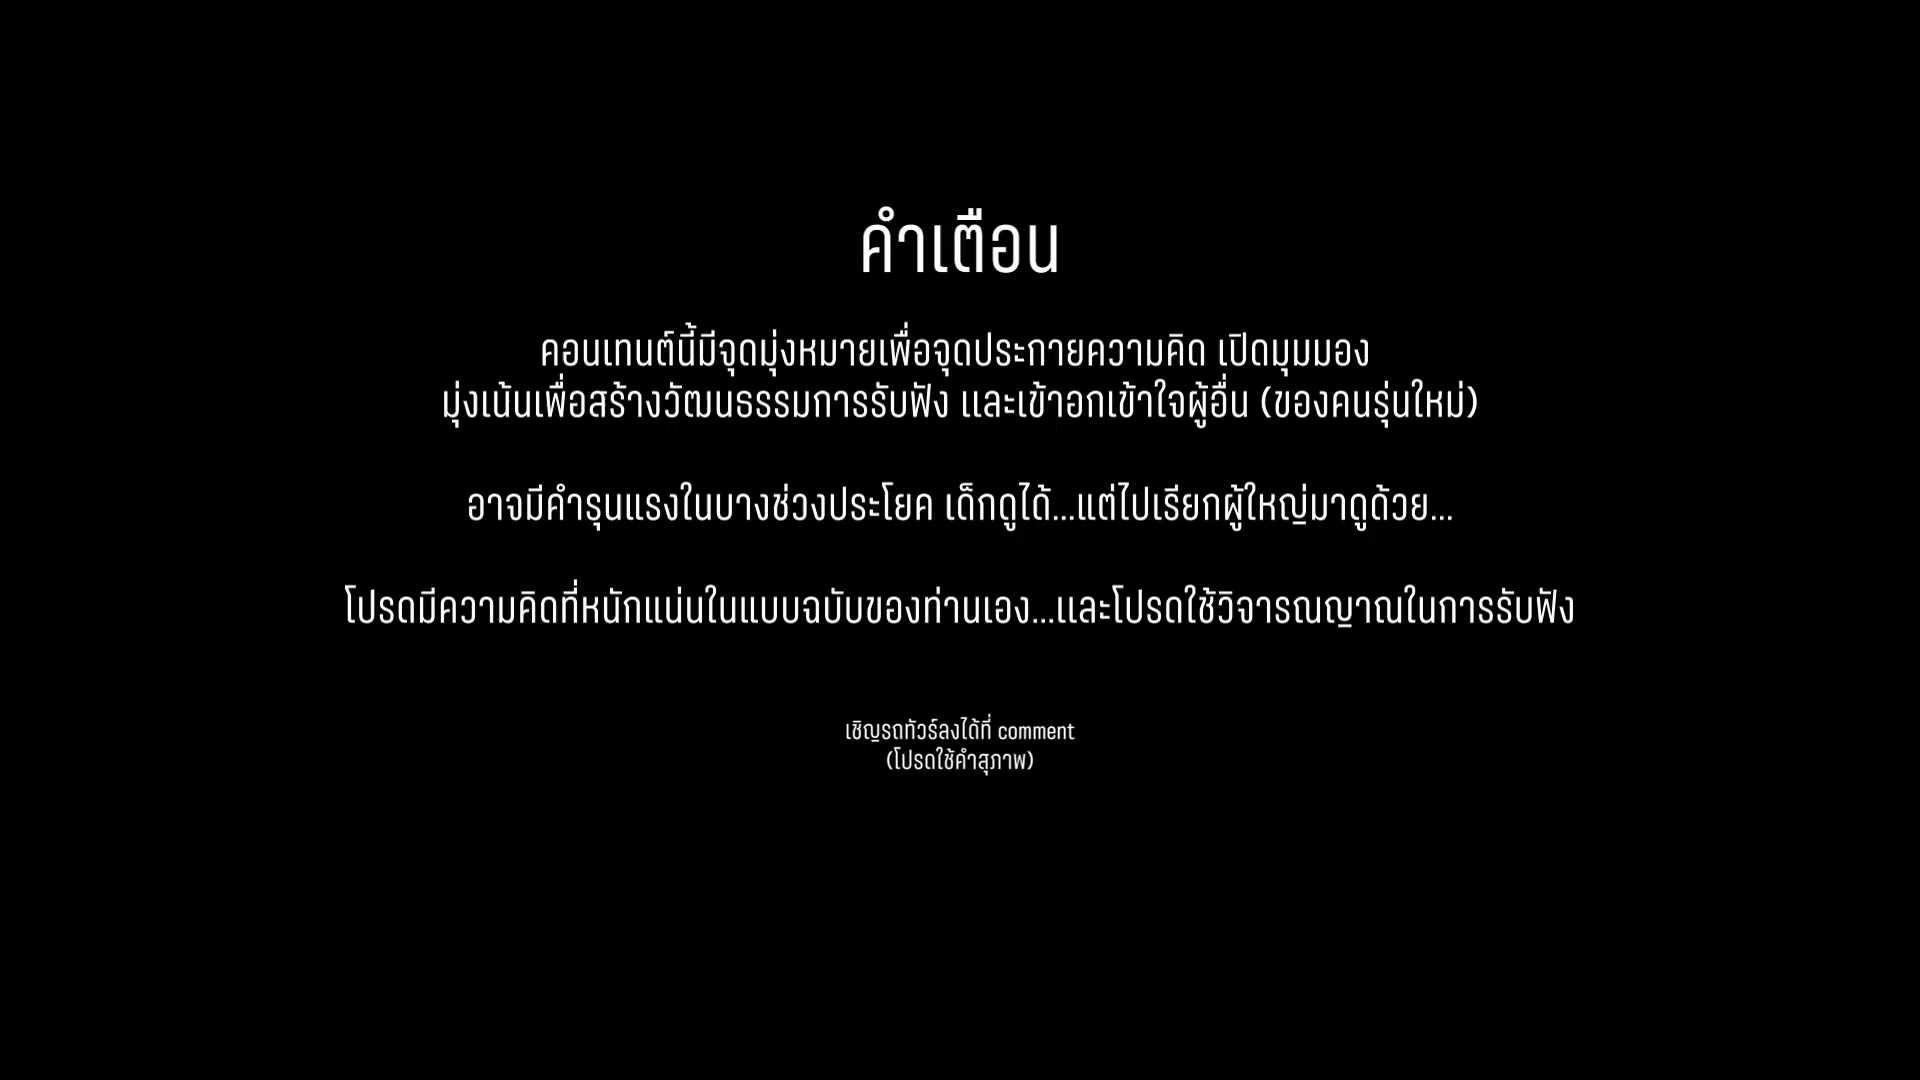 คำเตือน
คอนเทนต์นี้มีจุดมุ่งหมายเพื่อจุดประกายความคิด เปิดมุมมอง
มุ่งเน้นเพื่อสร้างวัฒนธรรมการรับฟัง และเข้าอกเข้าใจผู้อื่น (ของคนรุ่นใหม่)
อาจมีคำรุนแรงในบางช่วงประโยค เด็กดูได้...แต่ไปเรียกผู้ใหญ่มาดูด้วย...
โปรดมีความคิดที่หนักแน่นในแบบฉบับของท่านเอง...และโปรดใช้วิจารณญาณในการรับฟัง
เชิญรถทัวร์ลงได้ที่ comment
(โปรดใช้คำสุภาพ)